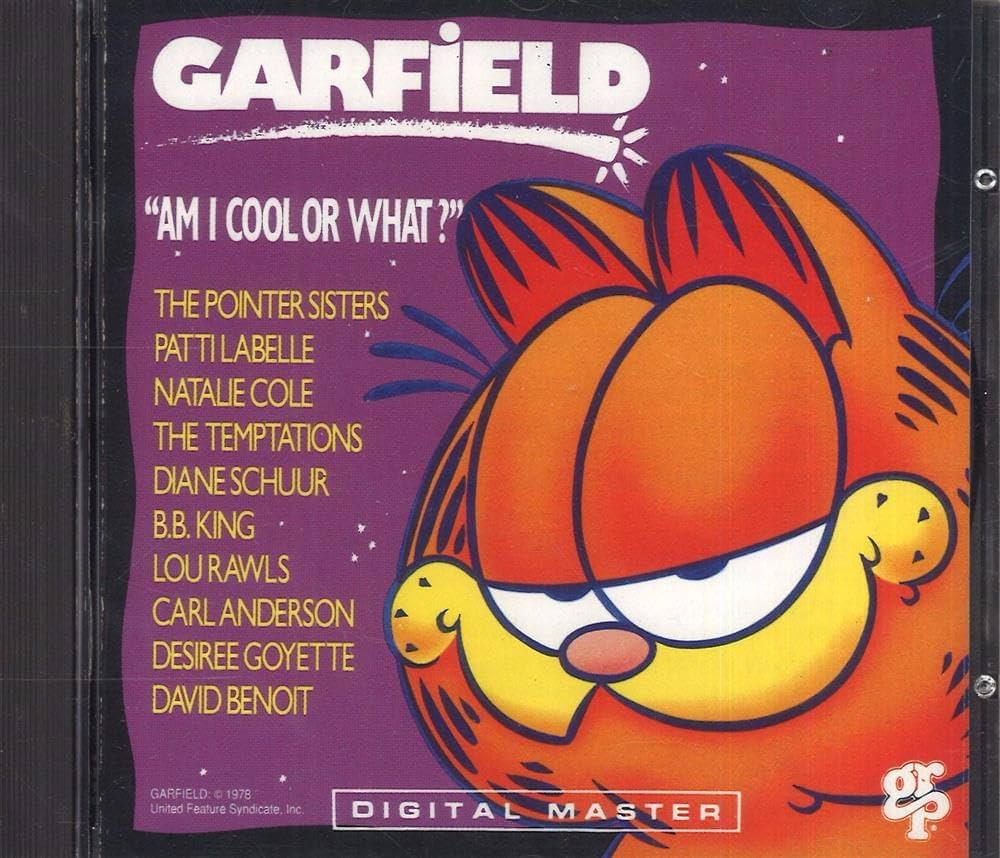 GARFiELD
“AM I COOL OR WHAT?”
THE POINTER SISTERS
PATTI LABELLE
NATALIE COLE
THE TEMPTATIONS
DIANE SCHUUR
B.B. KING
LOU RAWLS
CARL ANDERSON
DESIREE GOYETTE
DAVID BENOIT
GARFIELD: © 1978
United Feature Syndicate, Inc.
DIGITAL MASTER
grp®